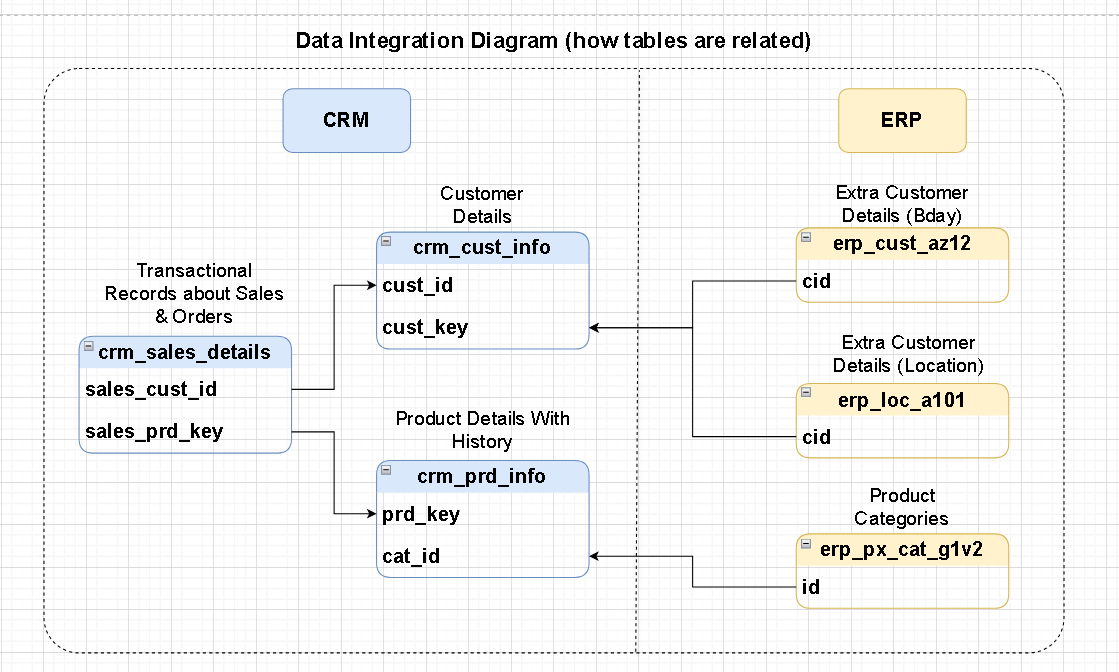 Data Integration Diagram (how tables are related)
CRM
ERP
Transactional
Records about Sales
& Orders
crm_sales_details
sales_cust_id
sales_prd_key
Customer
Details
crm_cust_info
cust_id
cust_key
Product Details With
History
crm_prd_info
prd_key
cat_id
Extra Customer
Details (Bday)
erp_cust_az12
cid
Extra Customer
Details (Location)
erp_loc_a101
cid
Product
Categories
erp_px_cat_g1v2
id